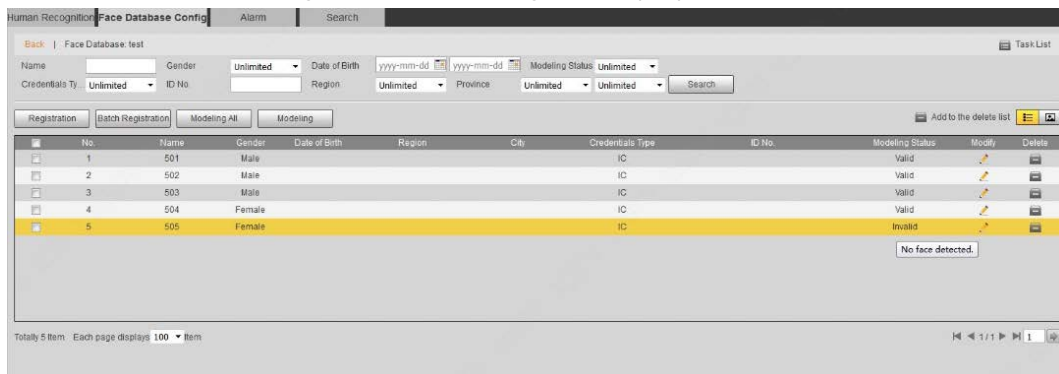 Human Recognition Face Database Config Alarm Search
Back | Face Database: test Task List
Name Gender Unlimited Date of Birth yyyy-mm-dd yyyy-mm-dd Modeling Status Unlimited
Credentials Ty... Unlimited ID No. Region Unlimited Province Unlimited Unlimited Search
Registration Batch Registration Modeling All Modeling Add to the delete list
No. Name Gender Date of Birth Region City Credentials Type ID No. Modeling Status Modify Delete
1 501 Male IC Valid
2 502 Male IC Valid
3 503 Male IC Valid
4 504 Female IC Valid
5 505 Female IC Invalid
No face detected.
Totally 5 Item Each page displays 100 Item 1/1 1